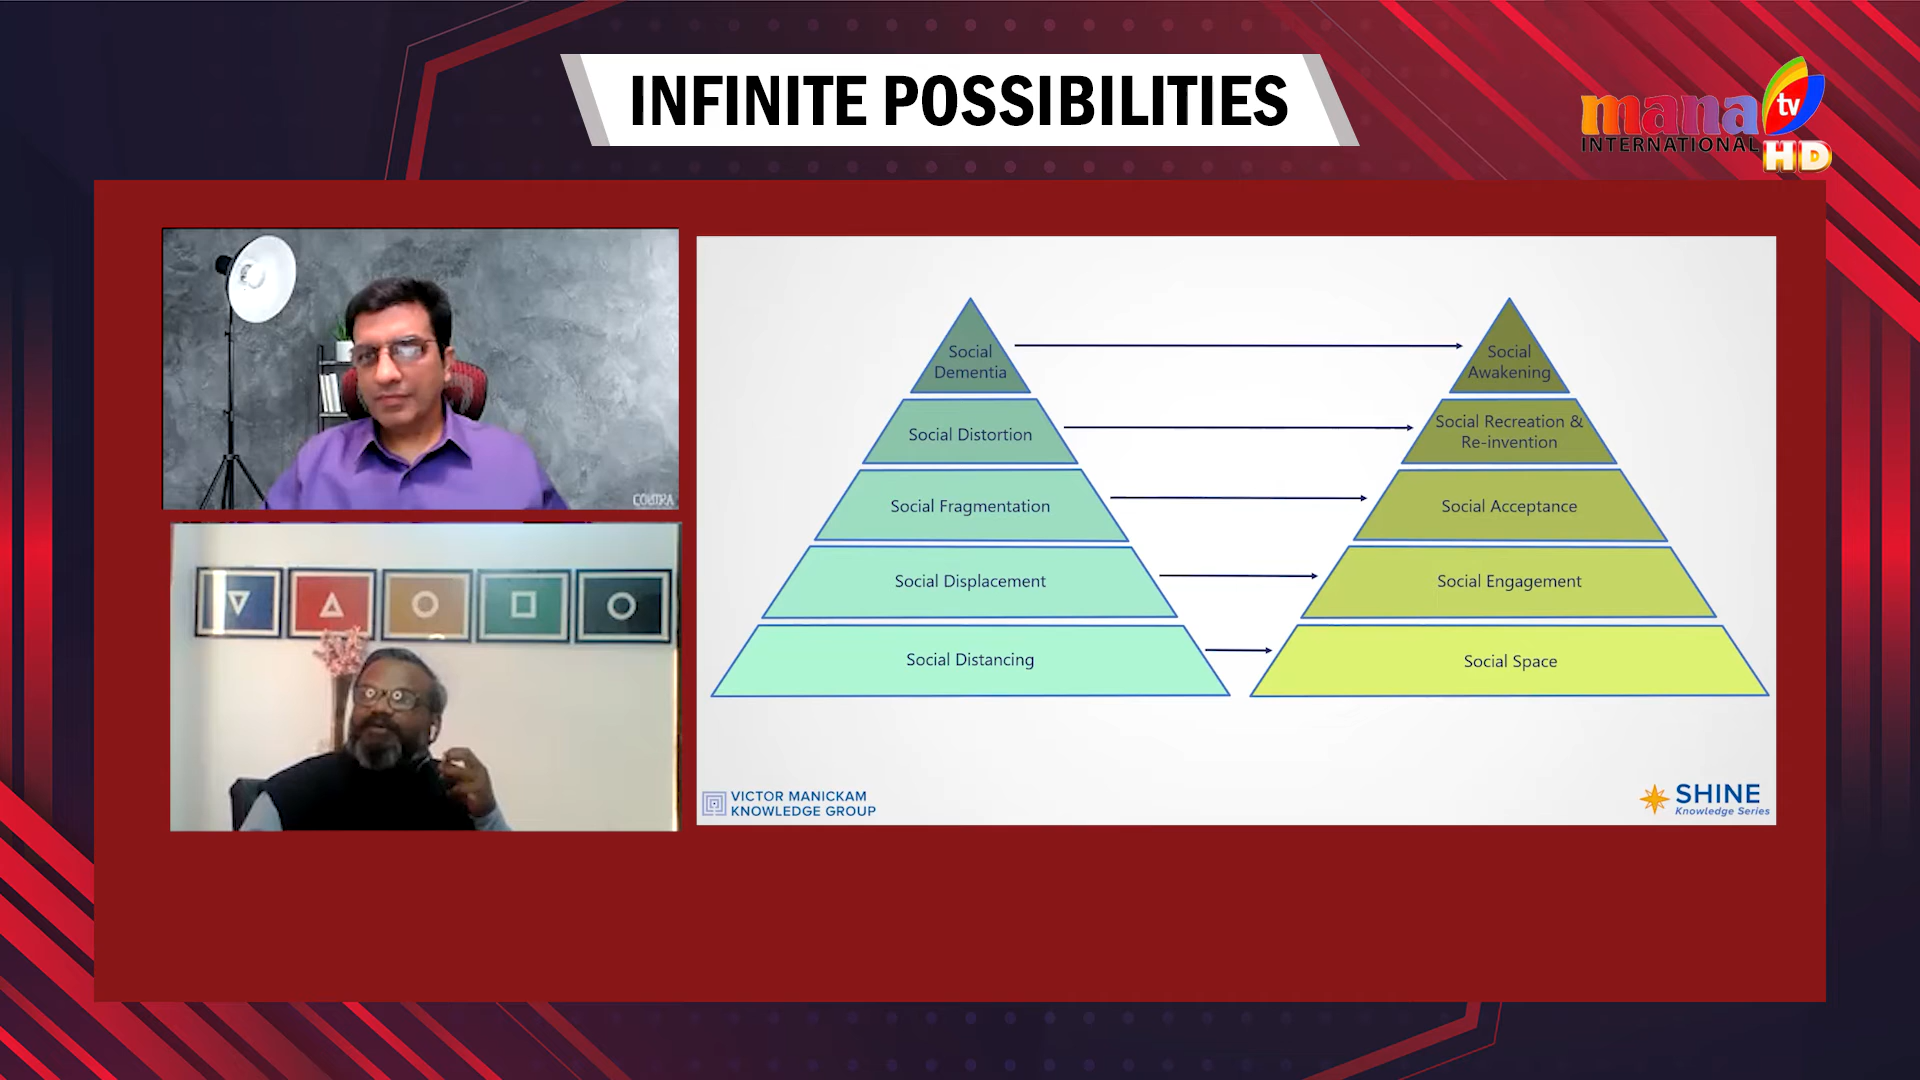 INFINITE POSSIBILITIES
mana tv
INTERNATIONAL
HD
Social
Dementia
Social Distortion
Social Fragmentation
Social Displacement
Social Distancing
Social
Awakening
Social Recreation &
Re-invention
Social Acceptance
Social Engagement
Social Space
VICTOR MANICKAM
KNOWLEDGE GROUP
SHINE
Knowledge Series